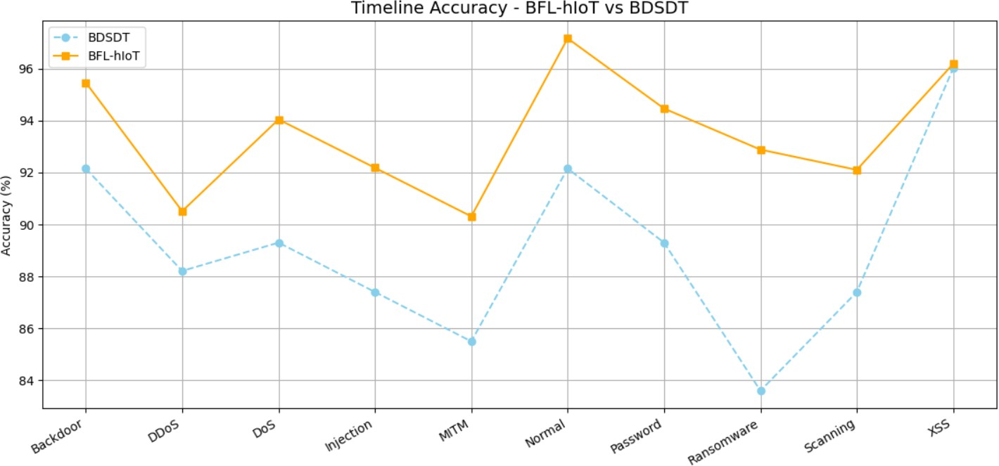 Timeline Accuracy - BFL-hIoT vs BDSDT
BDSDT
BFL-hIoT
Accuracy (%)
96
94
92
90
88
86
84
Backdoor
DDoS
DoS
Injection
MITM
Normal
Password
Ransomware
Scanning
XSS